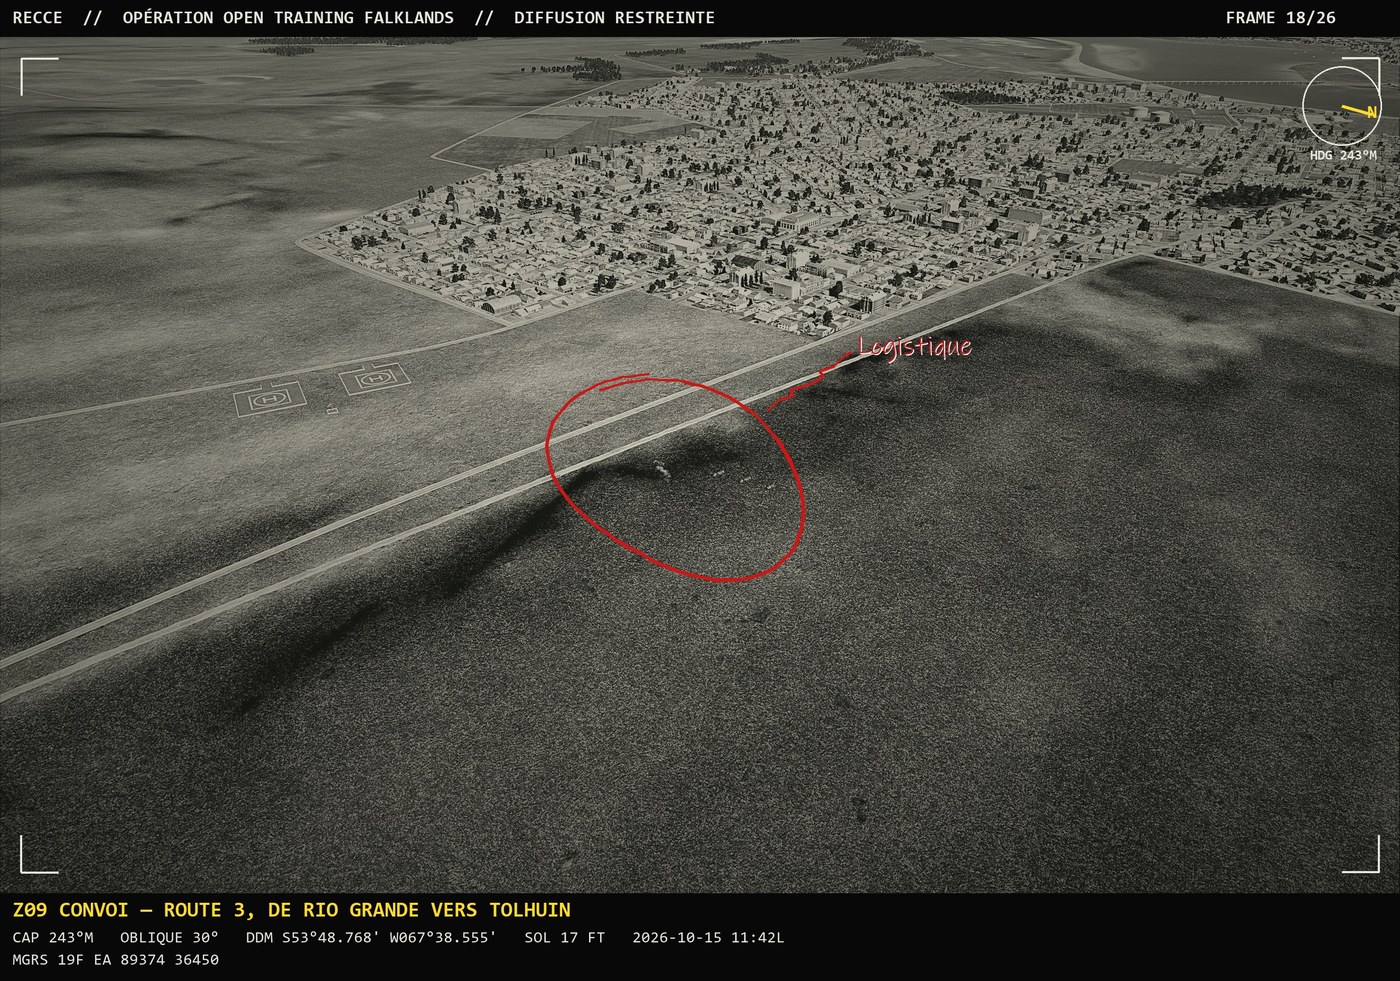 RECCE // OPÉRATION OPEN TRAINING FALKLANDS // DIFFUSION RESTREINTE
FRAME 18/26
N
HDG 243°M
Logistique
H
H
Z09 CONVOI — ROUTE 3, DE RIO GRANDE VERS TOLHUIN
CAP 243°M OBLIQUE 30° DDM S53°48.768' W067°38.555' SOL 17 FT 2026-10-15 11:42L
MGRS 19F EA 89374 36450